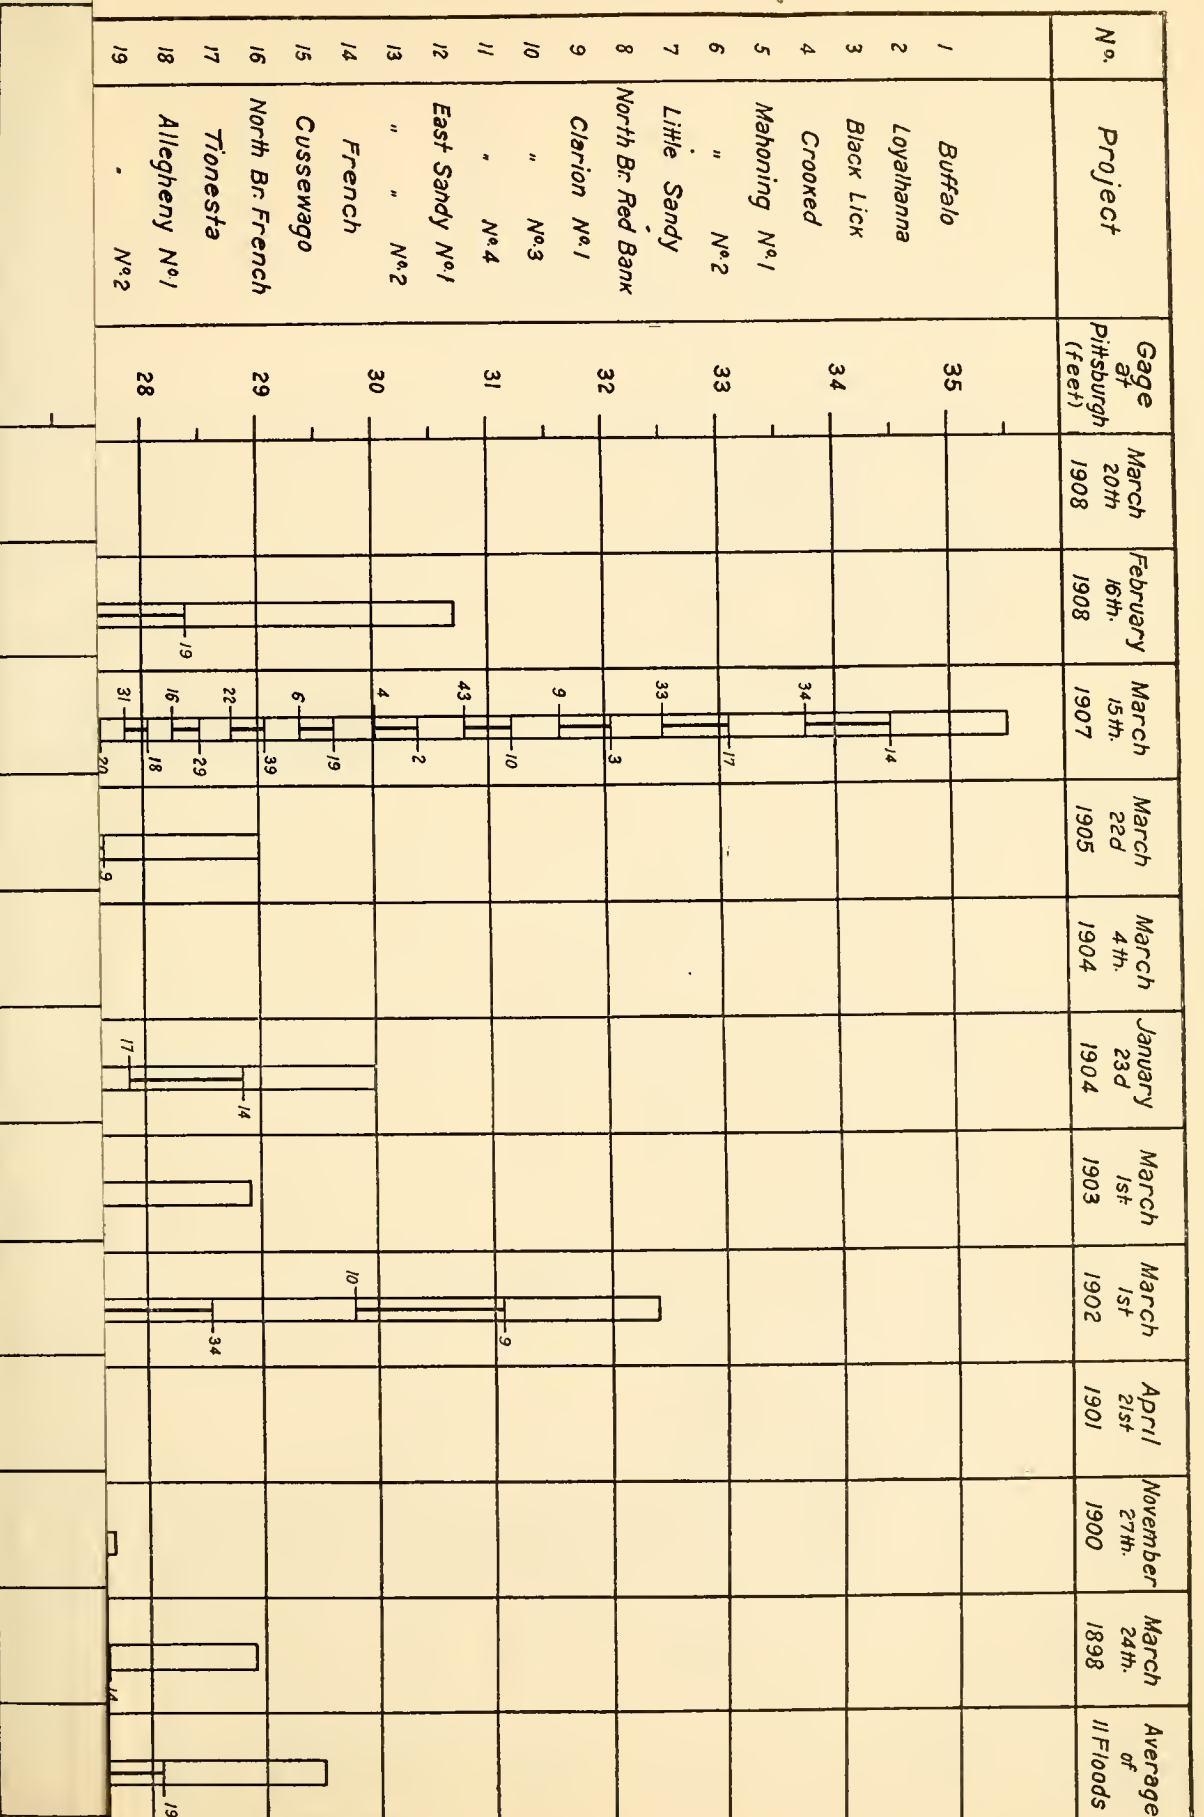 Nº. Project Gage at Pittsburgh (feet) March 20th 1908 February 16th. 1908 March 15th. 1907 March 22d 1905 March 4th. 1904 January 23d 1904 March 1st 1903 March 1st 1902 April 21st 1901 November 27th. 1900 March 24th. 1898 Average of 11 Floods
1 Buffalo
2 Loyalhanna
3 Black Lick
4 Crooked
5 Mahoning Nº.1
6 " Nº.2
7 Little Sandy
8 North Br. Red Bank
9 Clarion Nº.1
10 " Nº.3
11 " Nº.4
12 East Sandy Nº.1
13 " " Nº.2
14 French
15 Cussewago
16 North Br. French
17 Tionesta
18 Allegheny Nº.1
19 " Nº.2
35
34
33
32
31
30
29
28
19
14
34
17
33
3
9
10
43
2
4
19
6
39
22
29
16
18
31
20
9
14
17
9
10
34
14
19